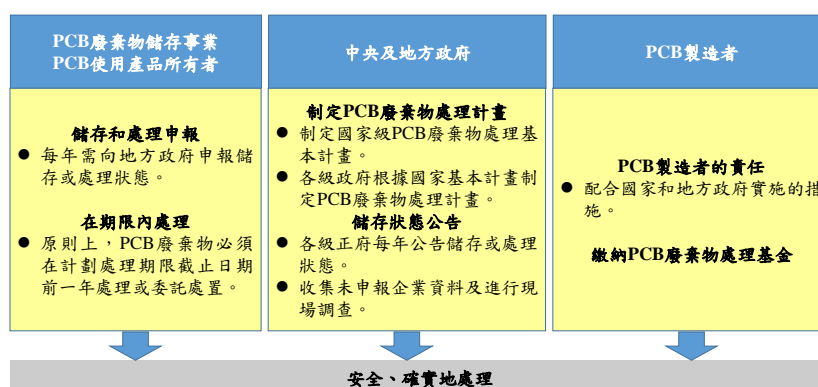 PCB廢棄物儲存事業
PCB使用產品所有者
儲存和處理申報
● 每年需向地方政府申報儲
存或處理狀態。
在期限內處理
● 原則上，PCB廢棄物必須
在計劃處理期限截止日期
前一年處理或委託處置。
中央及地方政府
制定PCB廢棄物處理計畫
● 制定國家級PCB廢棄物處理基
本計畫。
● 各級政府根據國家基本計畫制
定PCB廢棄物處理計畫。
儲存狀態公告
● 各級正府每年公告儲存或處理
狀態。
● 收集未申報企業資料及進行現
場調查。
PCB製造者
PCB製造者的責任
● 配合國家和地方政府實施的措
施。
繳納PCB廢棄物處理基金
安全、確實地處理